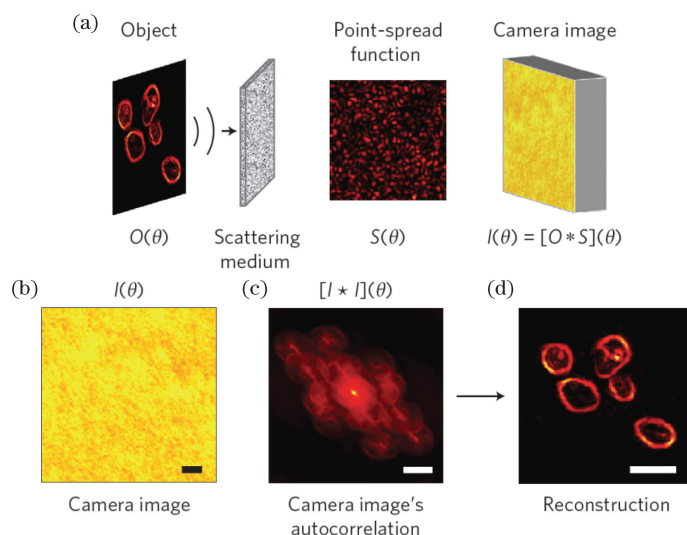 (a)
Object
Point-spread
function
Camera image
O(θ)
Scattering
medium
S(θ)
I(θ) = [O ∗ S](θ)
(b)
I(θ)
(c)
[I ⋆ I](θ)
(d)
Camera image
Camera image's
autocorrelation
Reconstruction